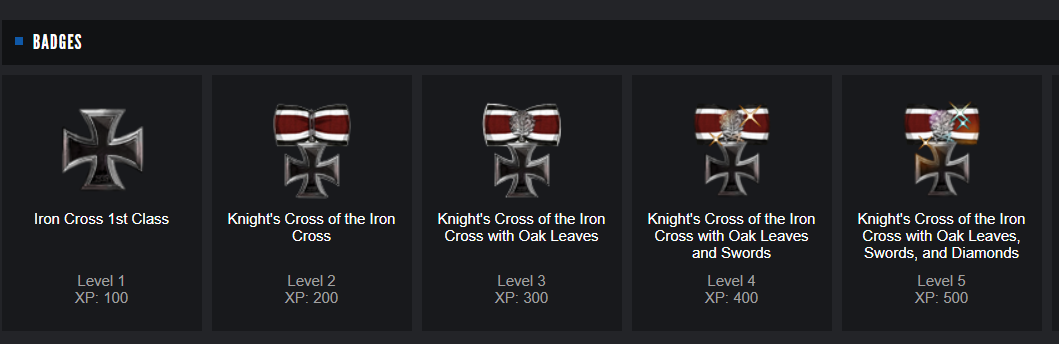 BADGES
Iron Cross 1st Class
Level 1
XP: 100
Knight's Cross of the Iron
Cross
Level 2
XP: 200
Knight's Cross of the Iron
Cross with Oak Leaves
Level 3
XP: 300
Knight's Cross of the Iron
Cross with Oak Leaves
and Swords
Level 4
XP: 400
Knight's Cross of the Iron
Cross with Oak Leaves,
Swords, and Diamonds
Level 5
XP: 500